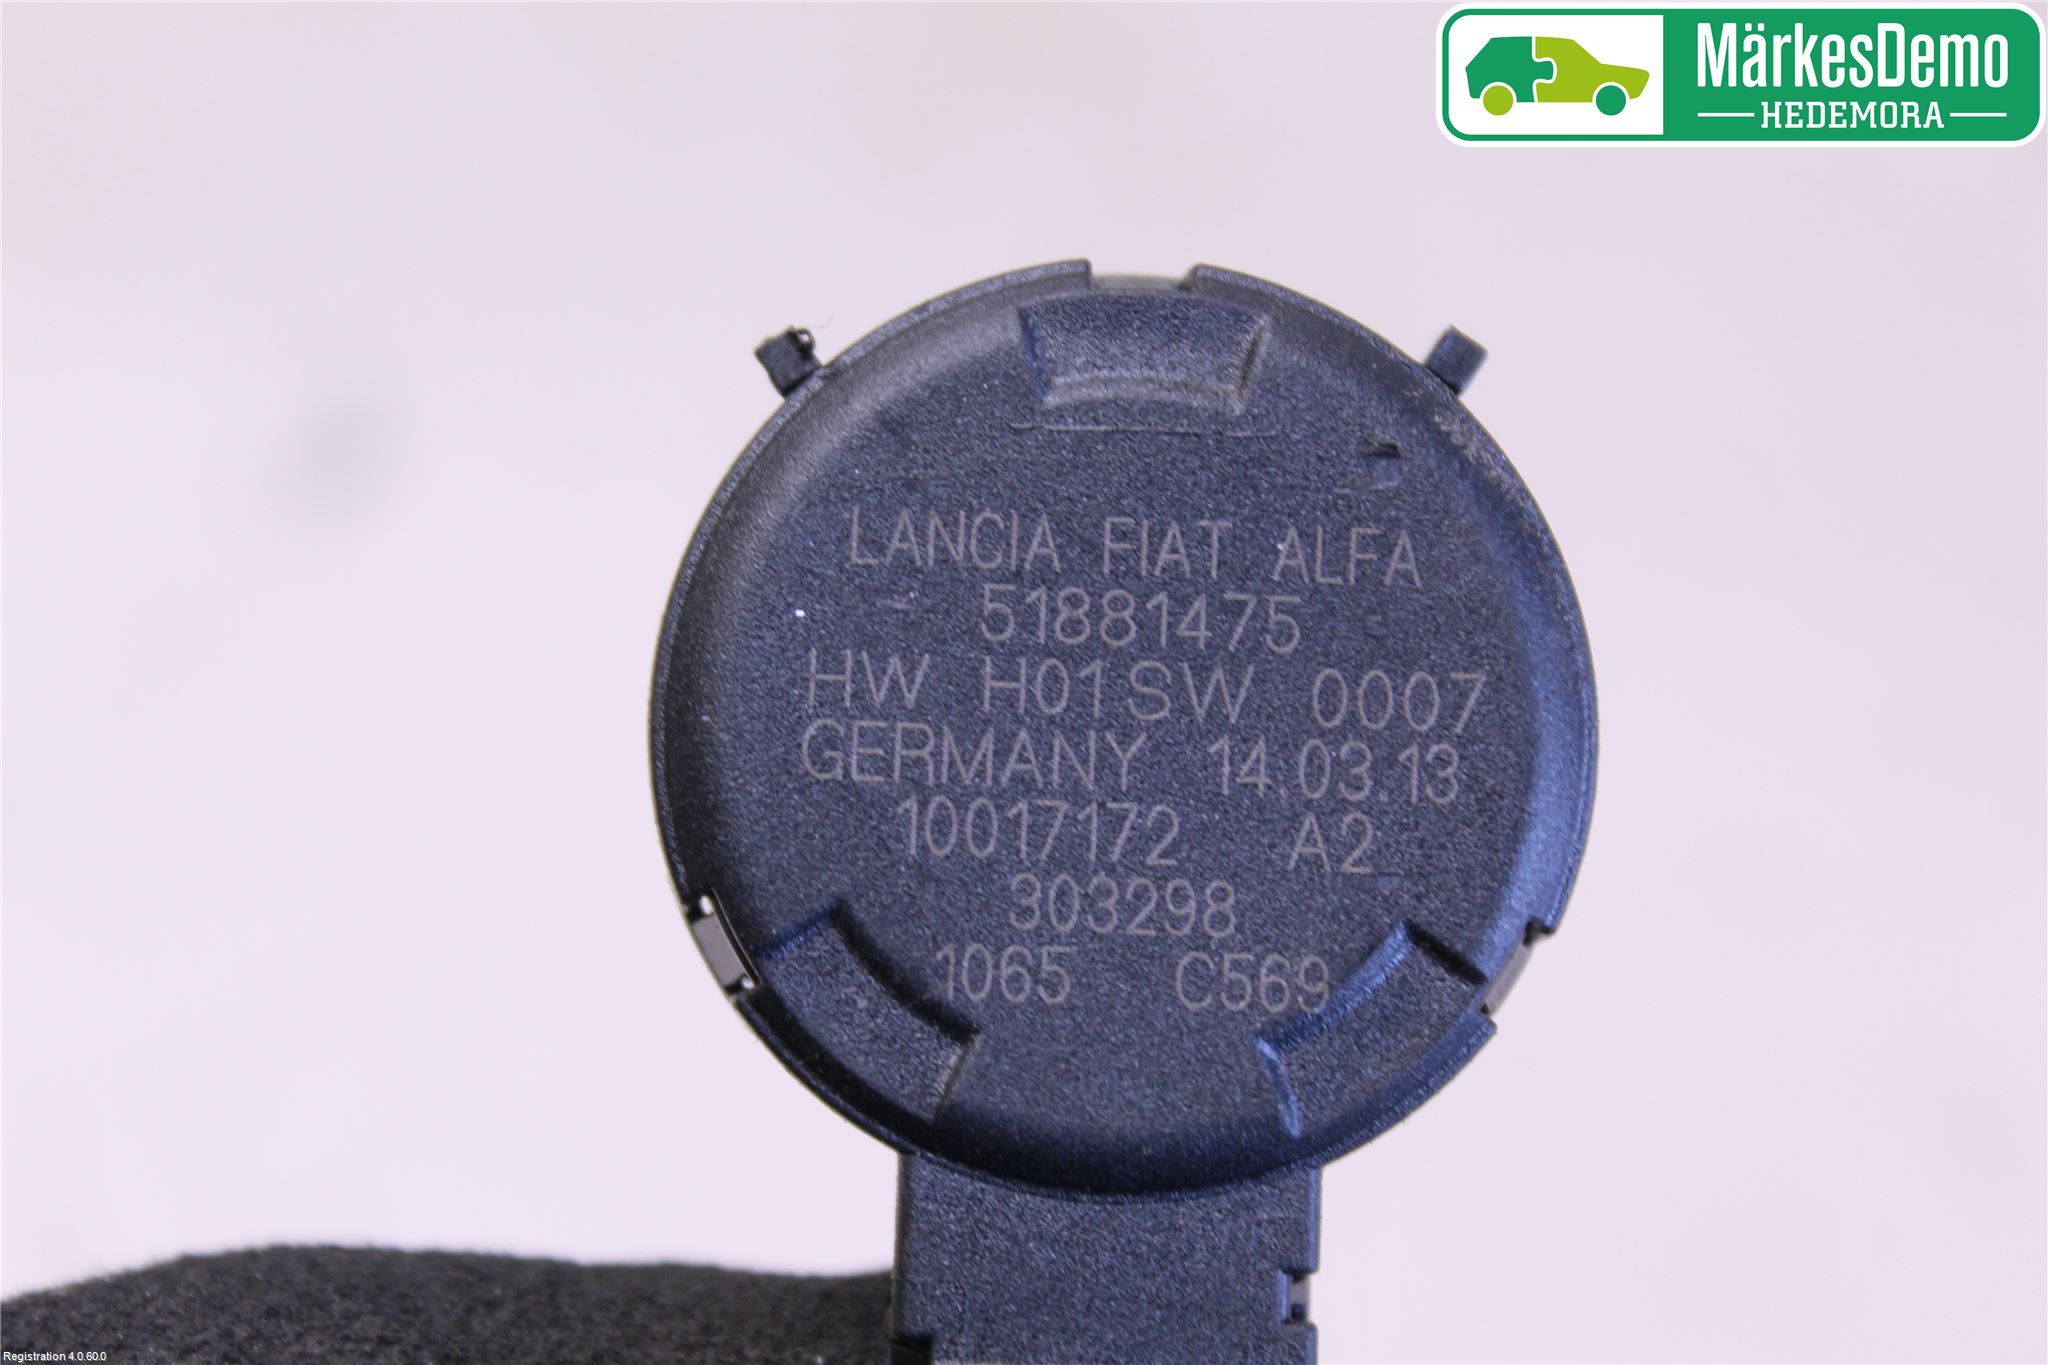 MärkesDemo
HEDEMORA
LANCIA FIAT ALFA
51881475
HW H01SW 0007
GERMANY 14.03.13
10017172 A2
303298
1065 C569
Registration 4.0.60.0